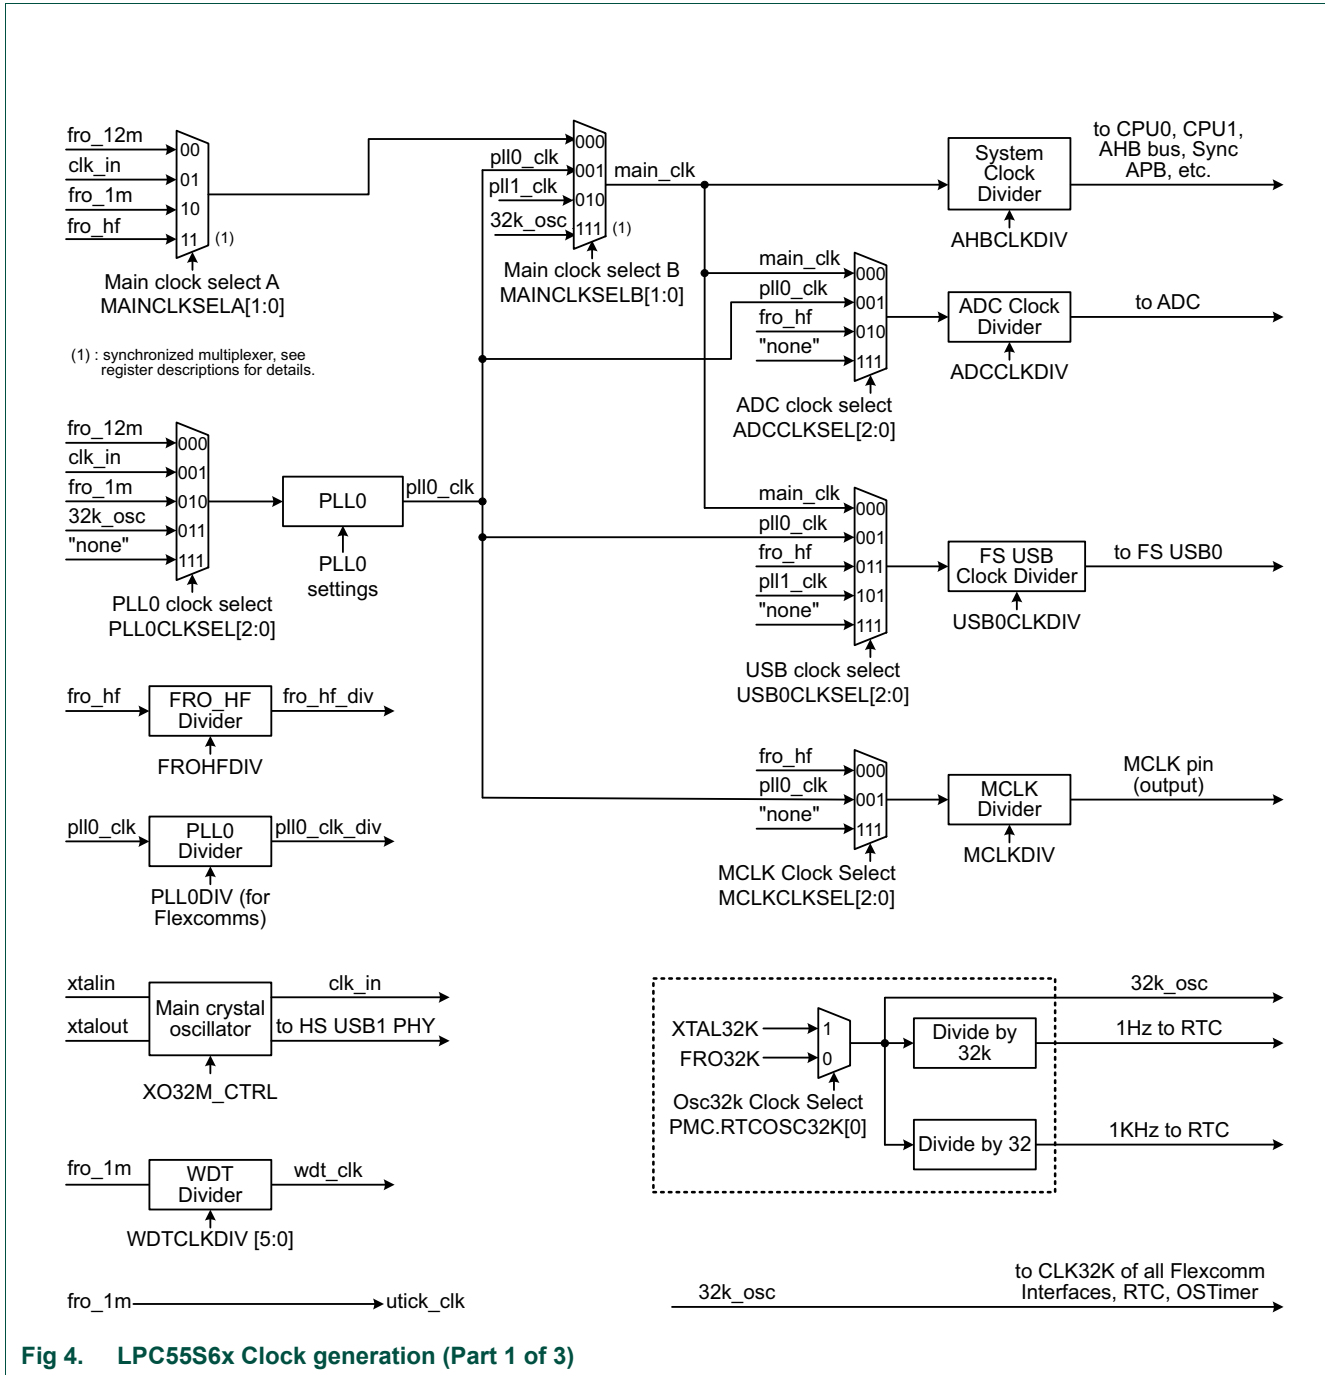 fro_12m
clk_in
fro_1m
fro_hf
00
01
10
11
(1)
Main clock select A
MAINCLKSELA[1:0]
(1) : synchronized multiplexer, see
register descriptions for details.
pll0_clk
pll1_clk
32k_osc
000
001
010
111
(1)
main_clk
Main clock select B
MAINCLKSELB[1:0]
System
Clock
Divider
AHBCLKDIV
to CPU0, CPU1,
AHB bus, Sync
APB, etc.
main_clk
pll0_clk
fro_hf
"none"
000
001
010
111
ADC clock select
ADCCLKSEL[2:0]
ADC Clock
Divider
ADCCLKDIV
to ADC
fro_12m
clk_in
fro_1m
32k_osc
"none"
000
001
010
011
111
PLL0 clock select
PLL0CLKSEL[2:0]
PLL0
PLL0
settings
pll0_clk
main_clk
pll0_clk
fro_hf
pll1_clk
"none"
000
001
011
101
111
USB clock select
USB0CLKSEL[2:0]
FS USB
Clock Divider
USB0CLKDIV
to FS USB0
fro_hf
FRO_HF
Divider
fro_hf_div
FROHFDIV
fro_hf
pll0_clk
"none"
000
001
111
MCLK Clock Select
MCLKCLKSEL[2:0]
MCLK
Divider
MCLKDIV
MCLK pin
(output)
pll0_clk
PLL0
Divider
pll0_clk_div
PLL0DIV (for
Flexcomms)
xtalin
xtalout
Main crystal
oscillator
clk_in
to HS USB1 PHY
XO32M_CTRL
XTAL32K
FRO32K
1
0
Osc32k Clock Select
PMC.RTCOSC32K[0]
Divide by
32k
Divide by 32
32k_osc
1Hz to RTC
1KHz to RTC
fro_1m
WDT
Divider
wdt_clk
WDTCLKDIV [5:0]
fro_1m
utick_clk
32k_osc
to CLK32K of all Flexcomm
Interfaces, RTC, OSTimer
Fig 4. LPC55S6x Clock generation (Part 1 of 3)